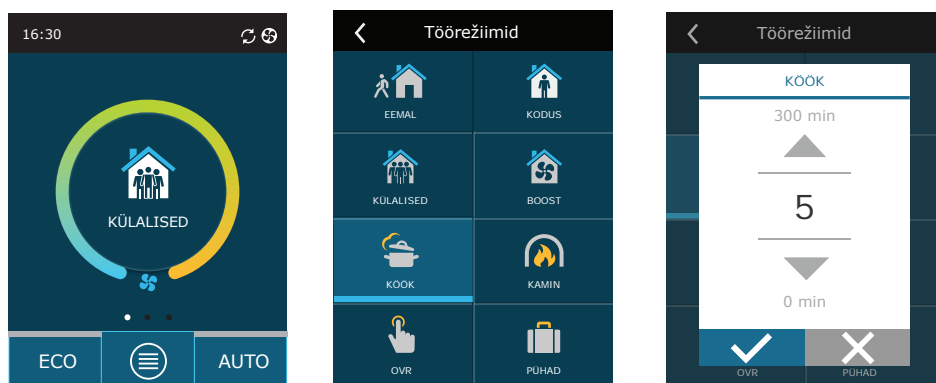 16:30
KÜLALISED
ECO
AUTO
Töörežiimid
EEMAL
KODUS
KÜLALISED
BOOST
KÖÖK
KAMIN
OVR
PÜHAD
Töörežiimid
KÖÖK
300 min
5
0 min
OVR
PÜHAD